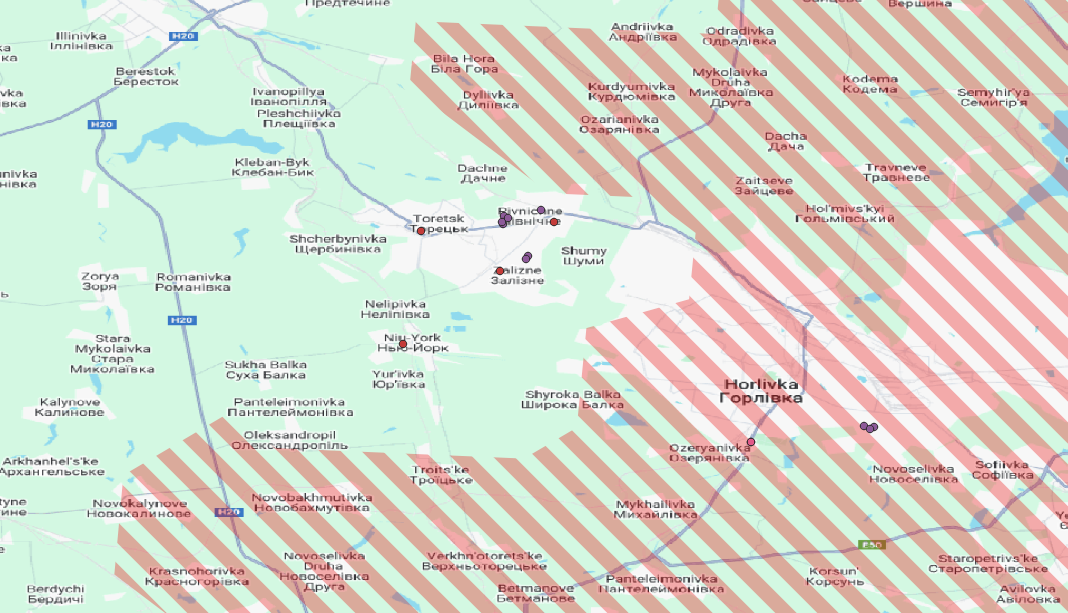 Предтечине
Зайцеве
Вершина
Illinivka
Іллінівка
H20
Andriivka
Андріївка
Odradivka
Одрадівка
Berestok
Бересток
Bila Hora
Біла Гора
Mykolaivka
Druha
Миколаївка
Друга
Kodema
Кодема
Ivanopillya
Іванопілля
Pleshchiivka
Плещіївка
Dyliivka
Диліївка
Kurdyumivka
Курдюмівка
Semyhir'ya
Семигір'я
H20
Ozarianivka
Озарянівка
Dacha
Дача
Kleban-Byk
Клебан-Бик
Dachne
Дачне
Zaitseve
Зайцеве
Travneve
Травневе
Hol'mivs'kyi
Гольмівський
Toretsk
Торецьк
Pivnichne
Північне
Shcherbynivka
Щербинівка
Shumy
Шуми
Zalizne
Залізне
Zorya
Зоря
Romanivka
Романівка
Nelipivka
Неліпівка
H20
Niu-York
Нью-Йорк
Stara
Mykolaivka
Стара
Миколаївка
Sukha Balka
Суха Балка
Yur'ivka
Юр'ївка
Horlivka
Горлівка
Shyroka Balka
Широка Балка
Kalynove
Калинове
Panteleimonivka
Пантелеймонівка
Oleksandropil
Олександропіль
Ozeryanivka
Озерянівка
Arkhanhel's'ke
Архангельське
Troits'ke
Троїцьке
Novoselivka
Новоселівка
Sofiivka
Софіївка
Novokalynove
Новокалинове
Novobakhmutivka
Новобахмутівка
H20
Mykhailivka
Михайлівка
E50
Krasnohorivka
Красногорівка
Novoselivka
Druha
Новоселівка
Друга
Verkhn'otorets'ke
Верхньоторецьке
Betmanove
Бетманове
Panteleimonivka
Пантелеймонівка
Korsun'
Корсунь
Staropetrivs'ke
Старопетрівське
Berdychi
Бердичі
Avilovka
Авіловка